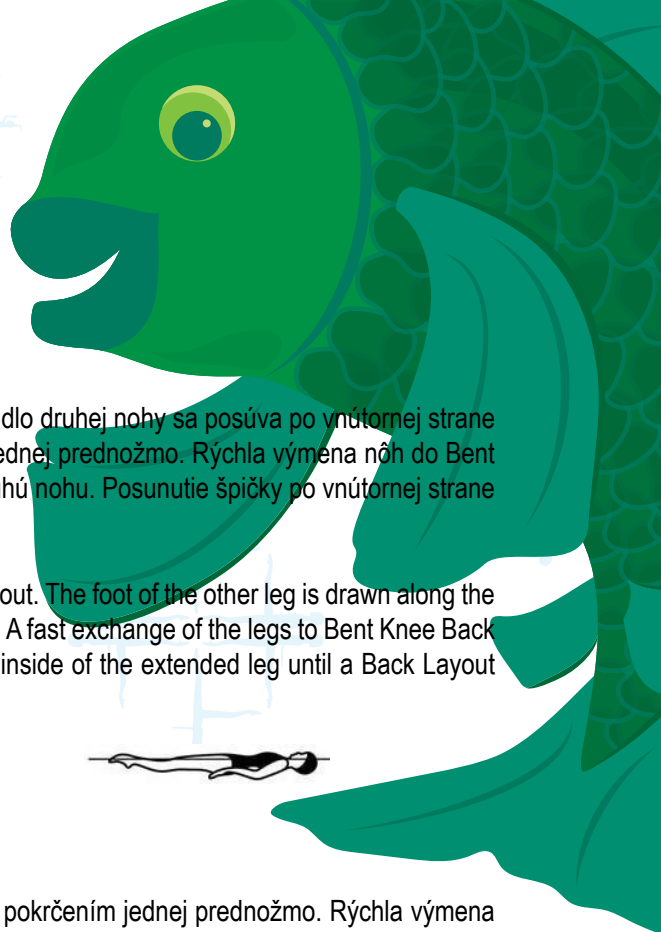 dlo druhej nohy sa posúva po vnútornej strane
ednej prednožmo. Rýchla výmena nôh do Bent
uhú nohu. Posunutie špičky po vnútornej strane
out. The foot of the other leg is drawn along the
A fast exchange of the legs to Bent Knee Back
inside of the extended leg until a Back Layout
pokrčením jednej prednožmo. Rýchla výmena